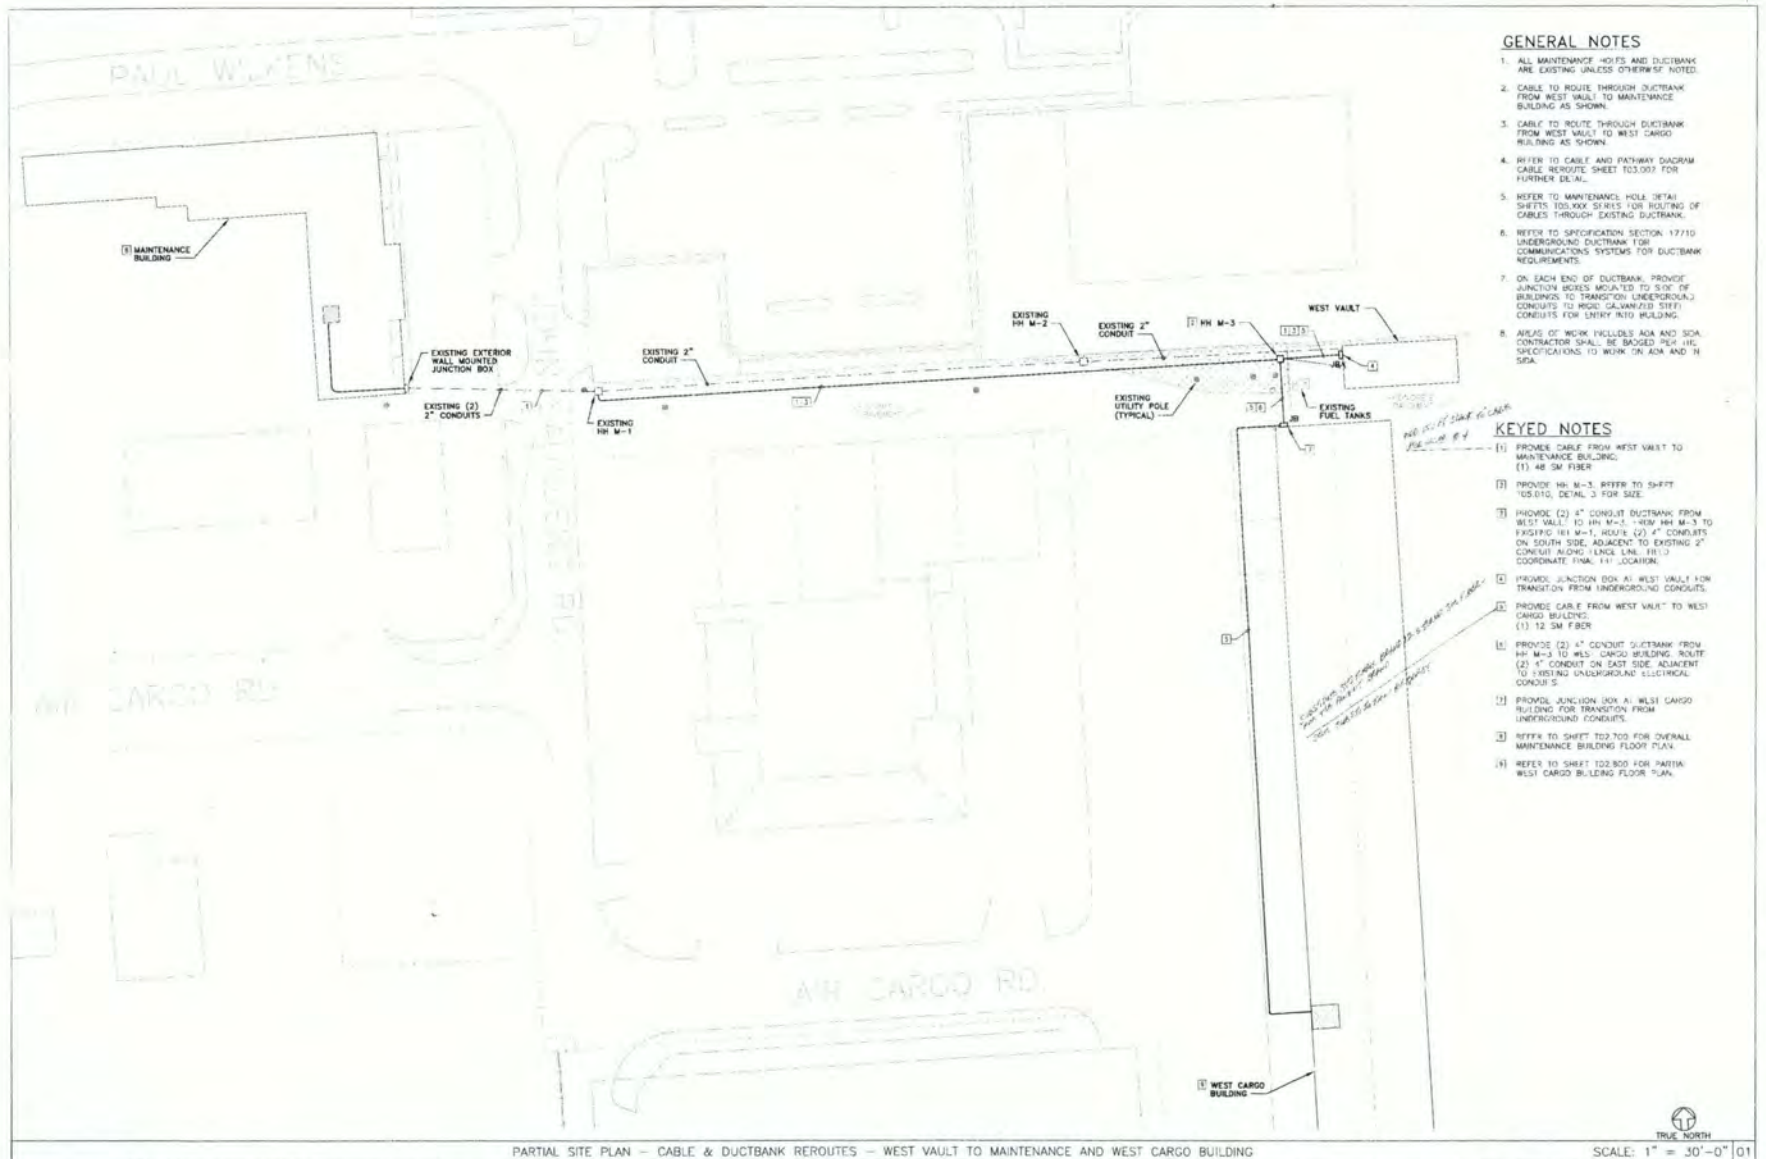 PAUL WILKENS
GENERAL NOTES
1. ALL MAINTENANCE HOLES AND DUCTBANK
ARE EXISTING UNLESS OTHERWISE NOTED.
2. CABLE TO ROUTE THROUGH DUCTBANK
FROM WEST VAULT TO MAINTENANCE
BUILDING AS SHOWN.
3. CABLE TO ROUTE THROUGH DUCTBANK
FROM WEST VAULT TO WEST CARGO
BUILDING AS SHOWN.
4. REFER TO CABLE AND PATHWAY DIAGRAM
CABLE REROUTE SHEET T03.007 FOR
FURTHER DETAIL.
5. REFER TO MAINTENANCE HOLE DETAIL
SHEETS T05.XXX SERIES FOR ROUTING OF
CABLES THROUGH EXISTING DUCTBANK.
6. REFER TO SPECIFICATION SECTION 17710
UNDERGROUND DUCTBANK FOR
COMMUNICATIONS SYSTEMS FOR DUCTBANK
REQUIREMENTS.
7. ON EACH END OF DUCTBANK, PROVIDE
JUNCTION BOXES MOUNTED TO SIDE OF
BUILDINGS TO TRANSITION UNDERGROUND
CONDUITS TO RIGID GALVANIZED STEEL
CONDUITS FOR ENTRY INTO BUILDING.
8. AREAS OF WORK INCLUDES AOA AND SIDA.
CONTRACTOR SHALL BE BADGED PER THE
SPECIFICATIONS TO WORK ON AOA AND IN
SIDA.
8 MAINTENANCE
BUILDING
EXISTING EXTERIOR
WALL MOUNTED
JUNCTION BOX
EXISTING (2)
2" CONDUITS
EXISTING 2"
CONDUIT
EXISTING
HH M-1
1 3
EXISTING
HH M-2
EXISTING 2"
CONDUIT
2 HH M-3
WEST VAULT
1 3 5
JB
4
EXISTING
UTILITY POLE
(TYPICAL)
5 6
EXISTING
FUEL TANKS
JB
7
KEYED NOTES
1 PROVIDE CABLE FROM WEST VAULT TO
MAINTENANCE BUILDING:
(1) 48 SM FIBER
2 PROVIDE HH M-3. REFER TO SHEET
T05.010, DETAIL 3 FOR SIZE.
3 PROVIDE (2) 4" CONDUIT DUCTBANK FROM
WEST VAULT TO HH M-3. FROM HH M-3 TO
EXISTING HH M-1, ROUTE (2) 4" CONDUITS
ON SOUTH SIDE, ADJACENT TO EXISTING 2"
CONDUIT ALONG FENCE LINE. FIELD
COORDINATE FINAL HH LOCATION.
4 PROVIDE JUNCTION BOX AT WEST VAULT FOR
TRANSITION FROM UNDERGROUND CONDUITS.
5 PROVIDE CABLE FROM WEST VAULT TO WEST
CARGO BUILDING:
(1) 12 SM FIBER
6 PROVIDE (2) 4" CONDUIT DUCTBANK FROM
HH M-3 TO WEST CARGO BUILDING. ROUTE
(2) 4" CONDUIT ON EAST SIDE, ADJACENT
TO EXISTING UNDERGROUND ELECTRICAL
CONDUITS.
7 PROVIDE JUNCTION BOX AT WEST CARGO
BUILDING FOR TRANSITION FROM
UNDERGROUND CONDUITS.
8 REFER TO SHEET T02.700 FOR OVERALL
MAINTENANCE BUILDING FLOOR PLAN.
9 REFER TO SHEET T02.800 FOR PARTIAL
WEST CARGO BUILDING FLOOR PLAN.
5
AIR CARGO RD
AIR CARGO RD.
9 WEST CARGO
BUILDING
TRUE NORTH
PARTIAL SITE PLAN - CABLE & DUCTBANK REROUTES - WEST VAULT TO MAINTENANCE AND WEST CARGO BUILDING
SCALE: 1" = 30'-0" 01